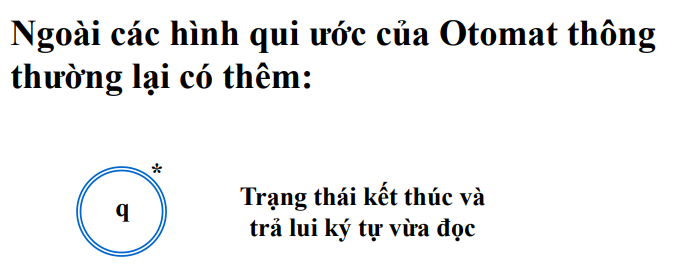 Ngoài các hình qui ước của Otomat thông
thường lại có thêm:
*
q
Trạng thái kết thúc và
trả lui ký tự vừa đọc